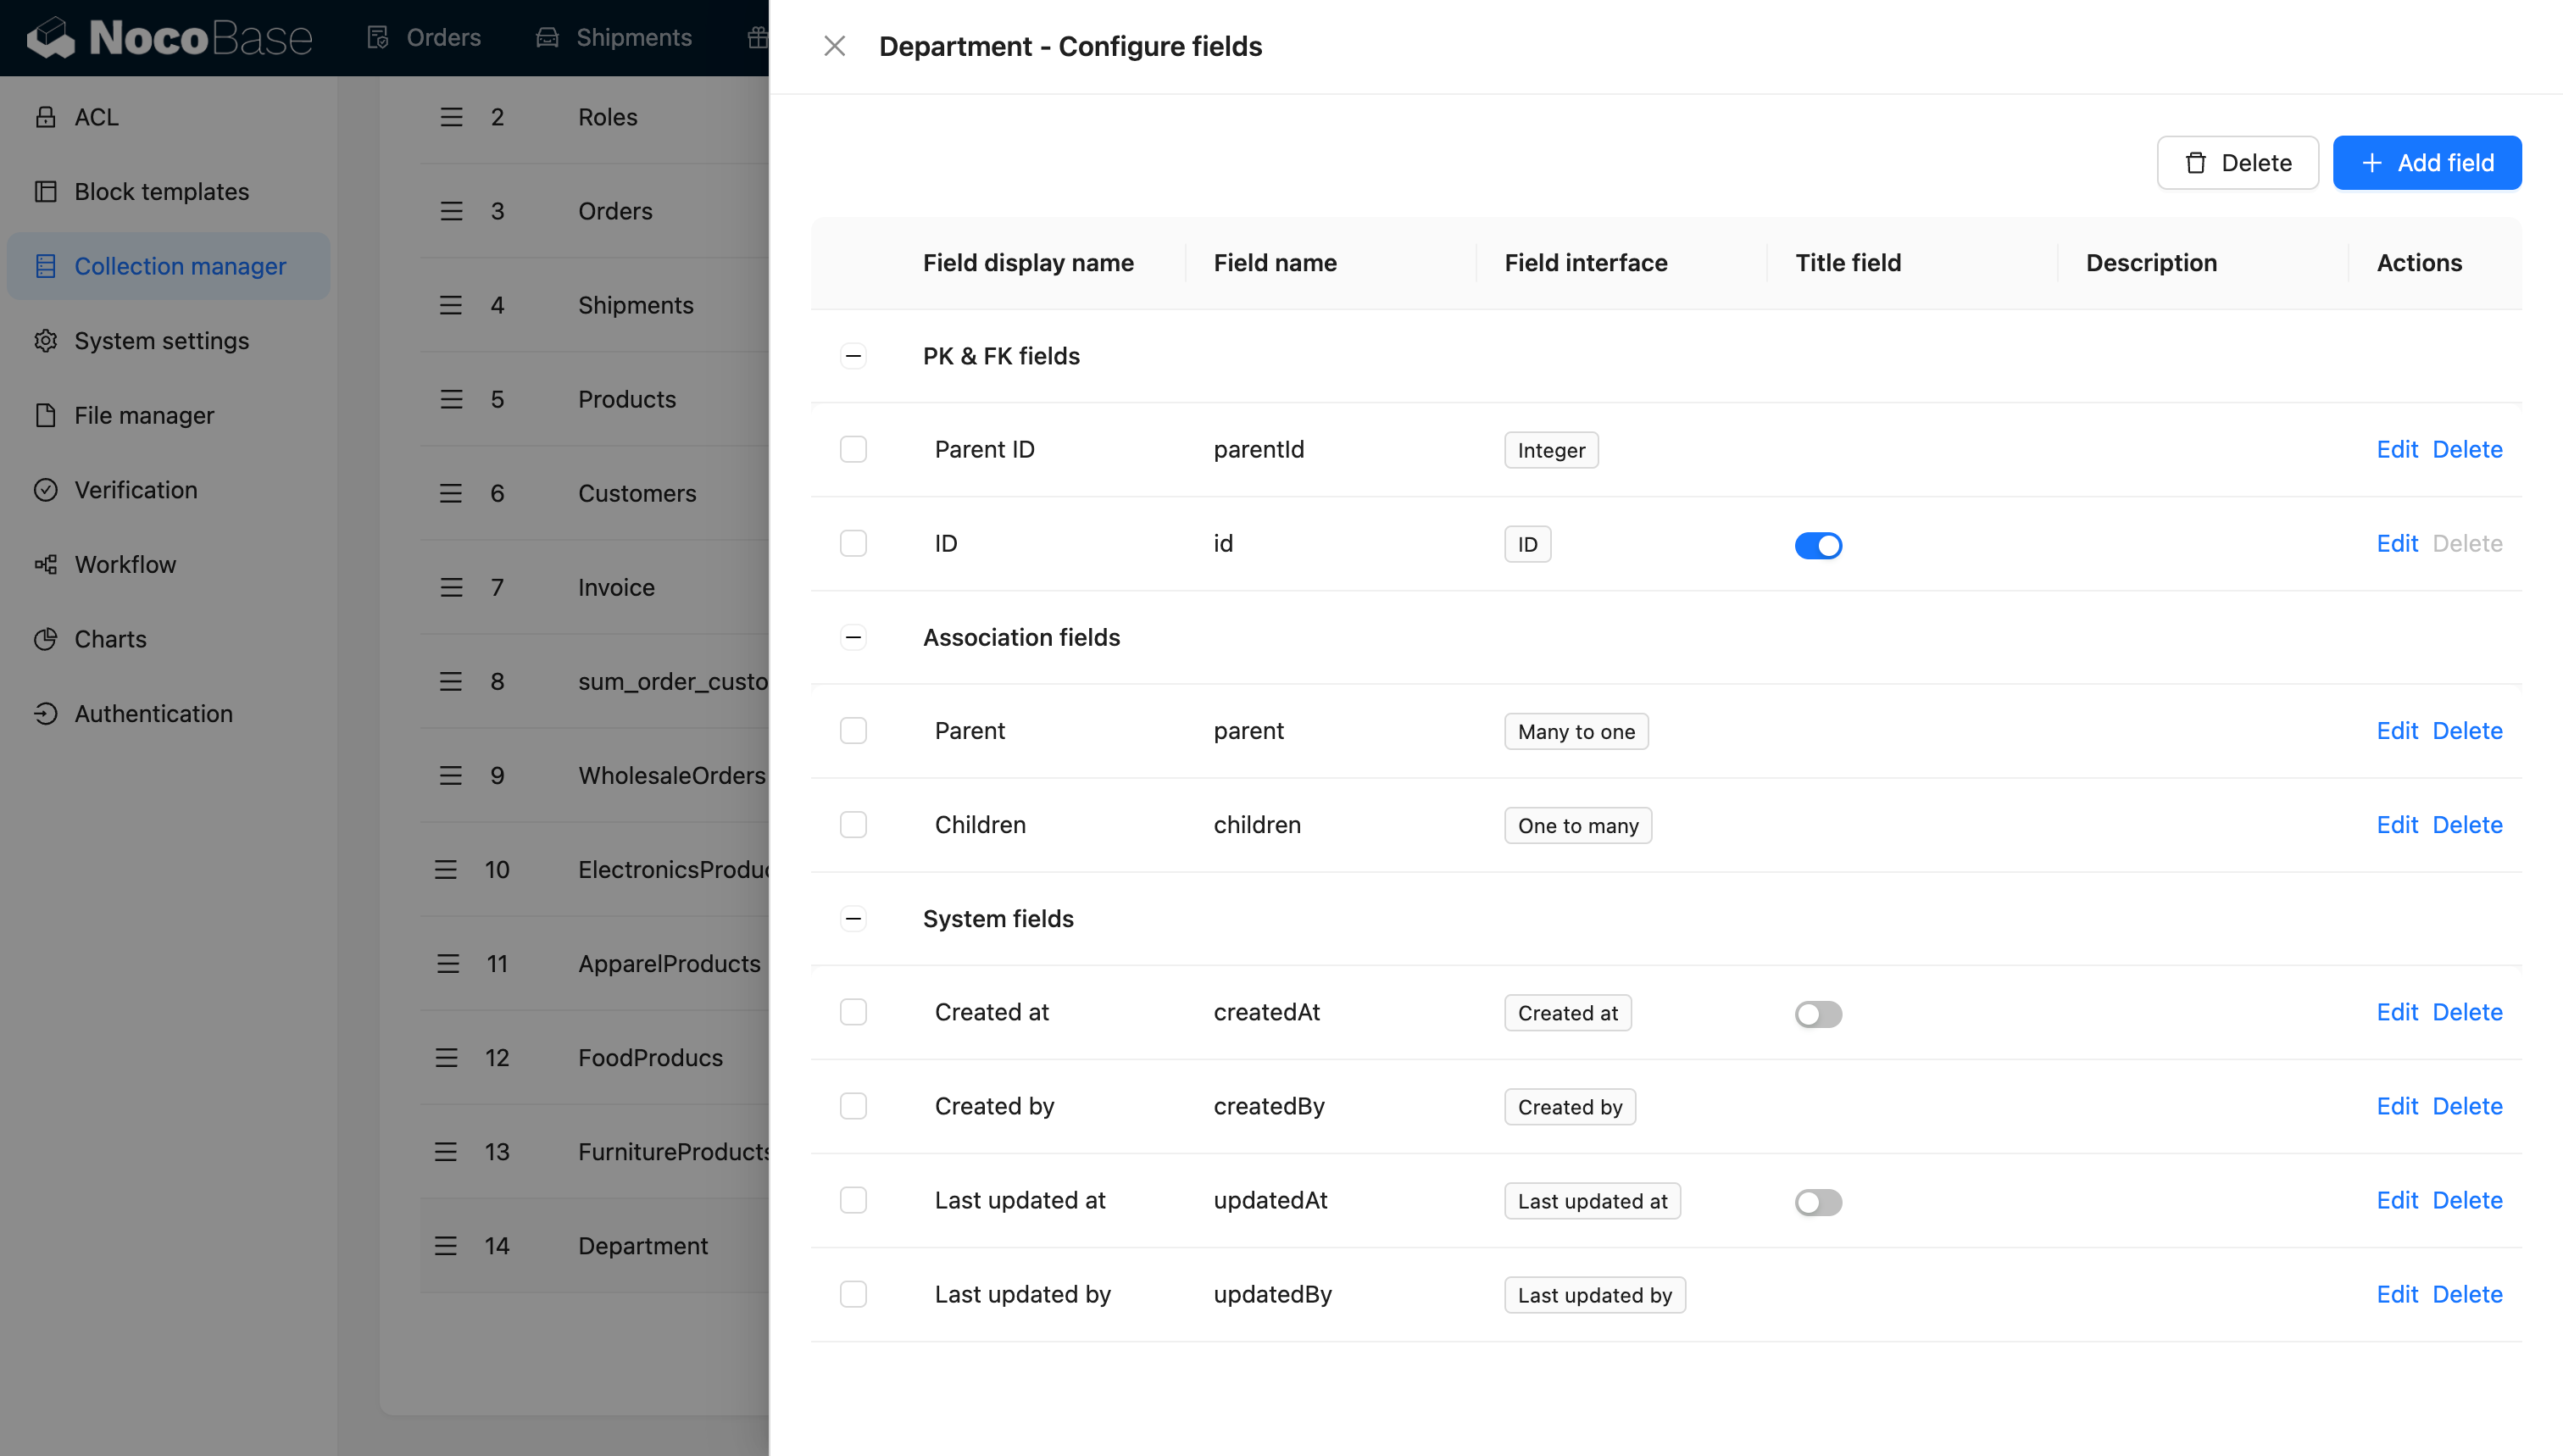 NocoBase Orders Shipments
ACL
Block templates
Collection manager
System settings
File manager
Verification
Workflow
Charts
Authentication
2 Roles
3 Orders
4 Shipments
5 Products
6 Customers
7 Invoice
8 sum_order_custo
9 WholesaleOrders
10 ElectronicsProduc
11 ApparelProducts
12 FoodProducs
13 FurnitureProducts
14 Department
Department - Configure fields
Delete Add field
Field display name Field name Field interface Title field Description Actions
PK & FK fields
Parent ID parentId Integer Edit Delete
ID id ID Edit Delete
Association fields
Parent parent Many to one Edit Delete
Children children One to many Edit Delete
System fields
Created at createdAt Created at Edit Delete
Created by createdBy Created by Edit Delete
Last updated at updatedAt Last updated at Edit Delete
Last updated by updatedBy Last updated by Edit Delete